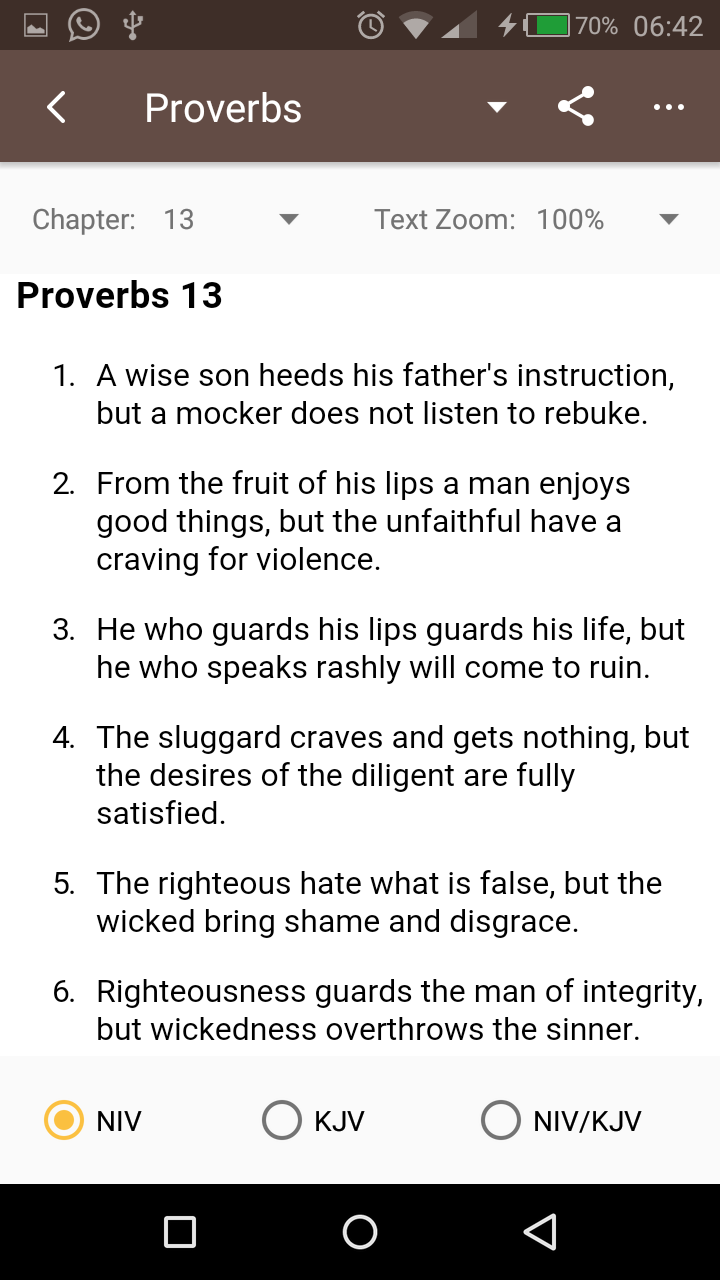 70% 06:42
Proverbs
Chapter: 13 Text Zoom: 100%
Proverbs 13
1. A wise son heeds his father's instruction,
but a mocker does not listen to rebuke.
2. From the fruit of his lips a man enjoys
good things, but the unfaithful have a
craving for violence.
3. He who guards his lips guards his life, but
he who speaks rashly will come to ruin.
4. The sluggard craves and gets nothing, but
the desires of the diligent are fully
satisfied.
5. The righteous hate what is false, but the
wicked bring shame and disgrace.
6. Righteousness guards the man of integrity,
but wickedness overthrows the sinner.
NIV KJV NIV/KJV